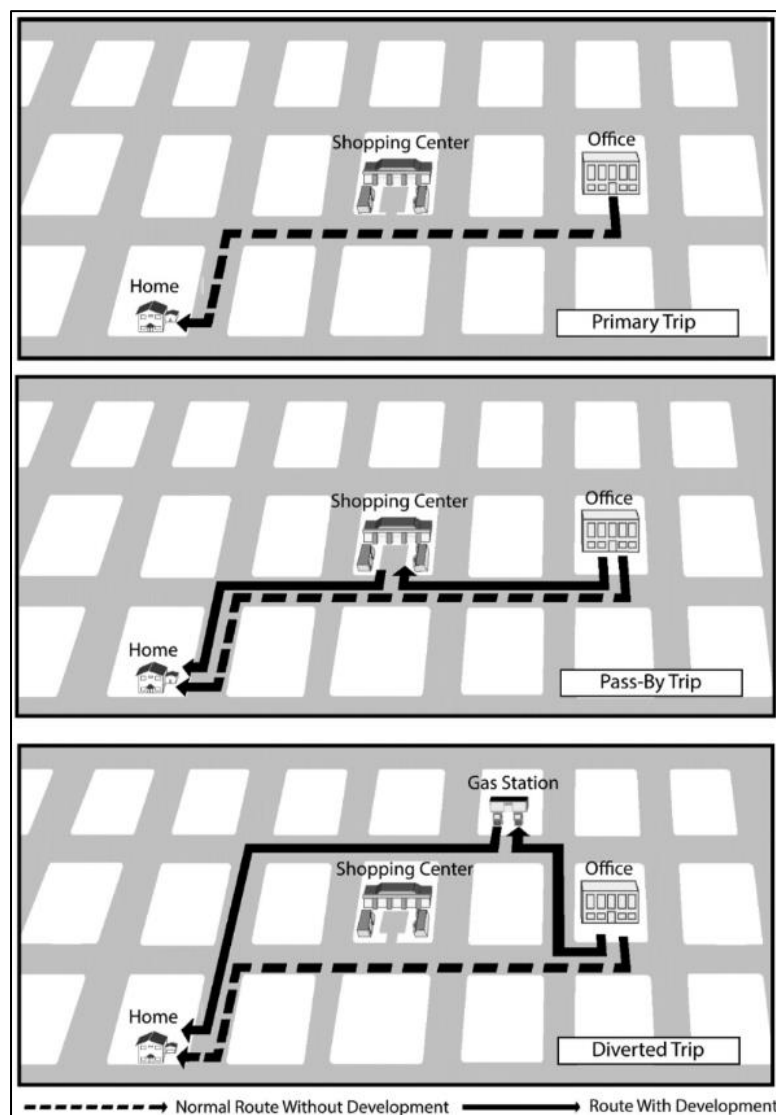 Shopping Center
Office
Home
Primary Trip
Shopping Center
Office
Home
Pass-By Trip
Gas Station
Shopping Center
Office
Home
Diverted Trip
Normal Route Without Development
Route With Development